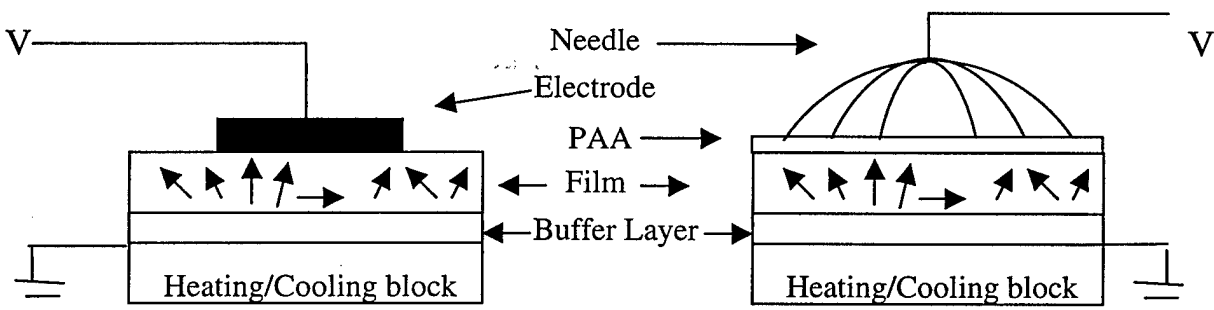 V
Needle
V
Electrode
PAA
Film
Buffer Layer
Heating/Cooling block
Heating/Cooling block